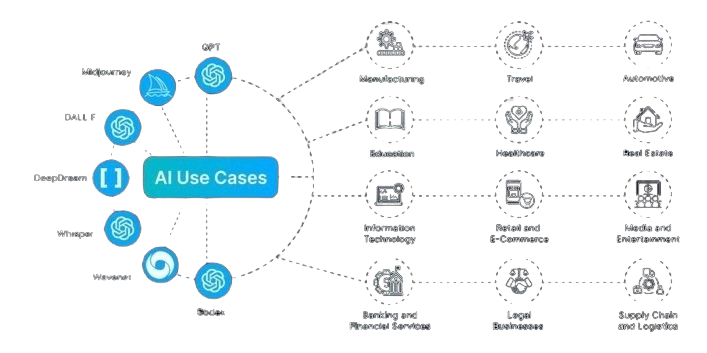 GPT
Midjourney
DALL E
DeepDream
AI Use Cases
Whisper
Wavenet
Codex
Manufacturing
Travel
Automotive
Education
Healthcare
Real Estate
Information
Technology
Retail and
E-Commerce
Media and
Entertainment
Banking and
Financial Services
Legal
Businesses
Supply Chain
and Logistics